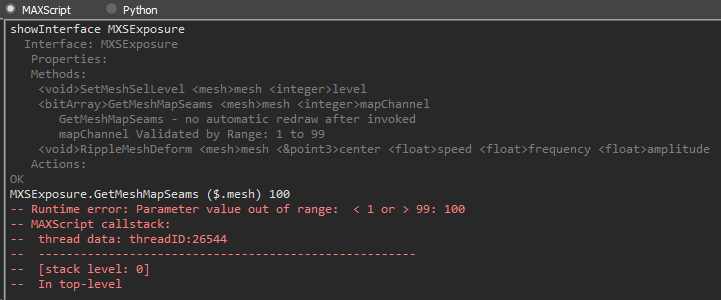 MAXScript Python
showInterface MXSExposure
Interface: MXSExposure
Properties:
Methods:
<void>SetMeshSelLevel <mesh>mesh <integer>level
<bitArray>GetMeshMapSeams <mesh>mesh <integer>mapChannel
GetMeshMapSeams - no automatic redraw after invoked
mapChannel Validated by Range: 1 to 99
<void>RippleMeshDeform <mesh>mesh <&point3>center <float>speed <float>frequency <float>amplitude
Actions:
OK
MXSExposure.GetMeshMapSeams ($.mesh) 100
-- Runtime error: Parameter value out of range:  < 1 or > 99: 100
-- MAXScript callstack:
--  thread data: threadID:26544
--  ------------------------------------------------------
--  [stack level: 0]
--  In top-level